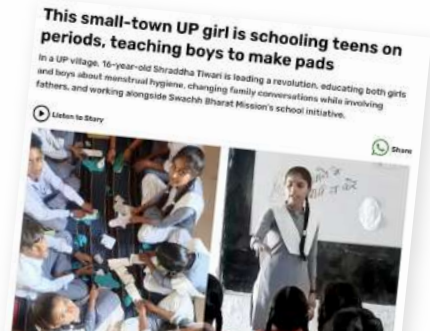 This small-town UP girl is schooling teens on
periods, teaching boys to make pads
In a UP village, 16-year-old Shraddha Tiwari is leading a revolution, educating both girls
and boys about menstrual hygiene, changing family conversations while involving
fathers, and working alongside Swachh Bharat Mission's school initiative.
Listen to Story
Share